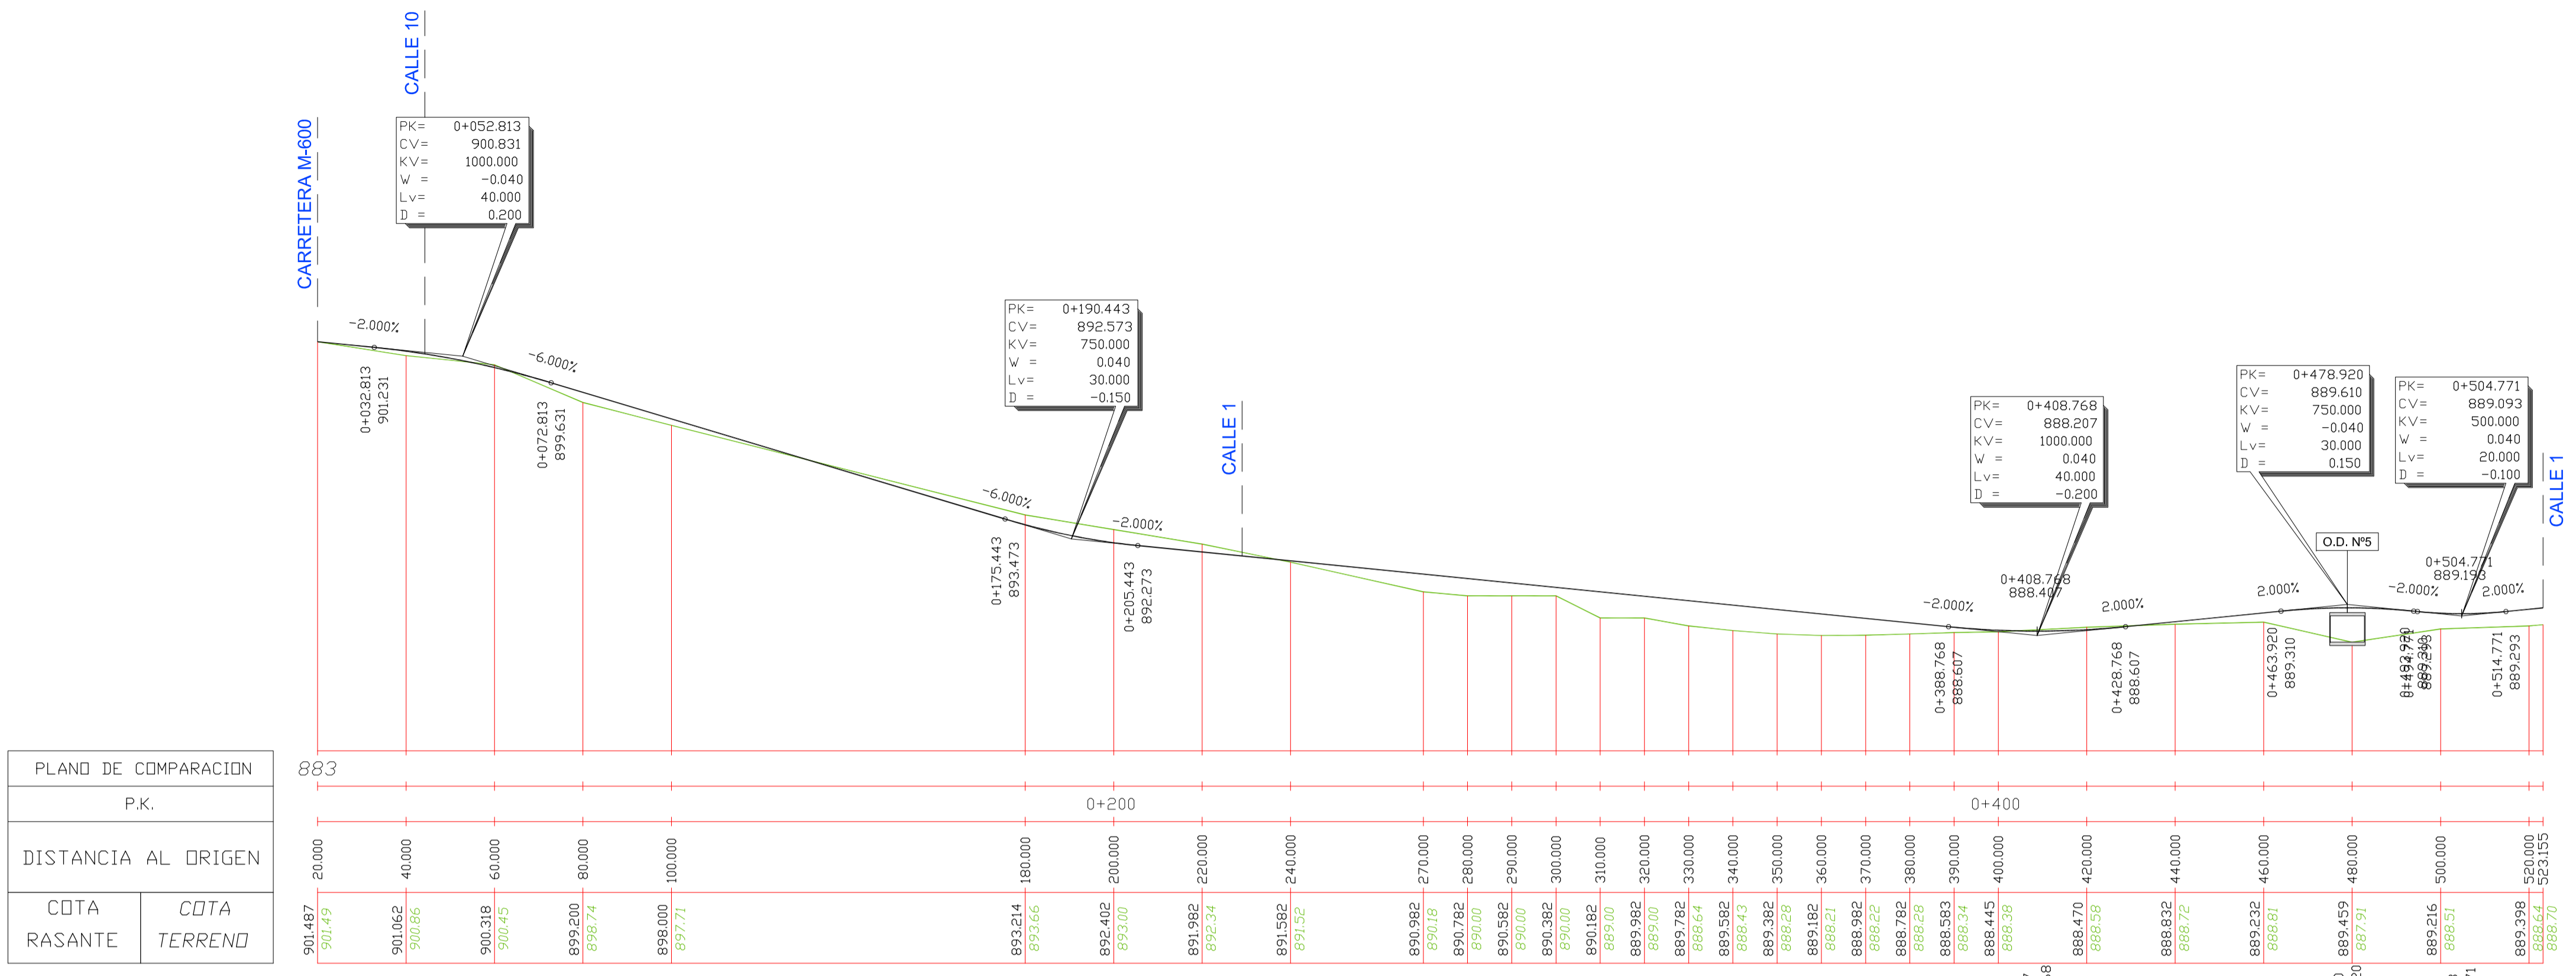 CALLE 10
CARRETERA M-600
PK= 0+052.813
CV= 900.831
KV= 1000.000
W = -0.040
Lv= 40.000
D = 0.200
-2.000%
0+032.813
901.231
-6.000%
0+072.813
899.631
PK= 0+190.443
CV= 892.573
KV= 750.000
W = 0.040
Lv= 30.000
D = -0.150
-6.000%
0+175.443
893.473
-2.000%
0+205.443
892.273
CALLE 1
PK= 0+408.768
CV= 888.207
KV= 1000.000
W = 0.040
Lv= 40.000
D = -0.200
0+408.768
888.407
-2.000%
0+388.768
888.607
2.000%
0+428.768
888.607
PK= 0+478.920
CV= 889.610
KV= 750.000
W = -0.040
Lv= 30.000
D = 0.150
O.D. Nº5
2.000%
0+463.920
889.310
-2.000%
0+493.920
889.310
0+494.771
889.293
PK= 0+504.771
CV= 889.093
KV= 500.000
W = 0.040
Lv= 20.000
D = -0.100
0+504.771
889.193
2.000%
0+514.771
889.293
CALLE 1
PLANO DE COMPARACION 883
P.K. 0+200 0+400
DISTANCIA AL ORIGEN 20.000 40.000 60.000 80.000 100.000 180.000 200.000 220.000 240.000 270.000 280.000 290.000 300.000 310.000 320.000 330.000 340.000 350.000 360.000 370.000 380.000 390.000 400.000 420.000 440.000 460.000 480.000 500.000 520.000 523.155
COTA RASANTE 901.487 901.062 900.318 899.200 898.000 893.214 892.402 891.982 891.582 890.982 890.782 890.582 890.382 890.182 889.982 889.782 889.582 889.382 889.182 888.982 888.782 888.583 888.445 888.470 888.832 889.232 889.459 889.216 889.398
COTA TERRENO 901.49 900.86 900.45 898.74 897.71 893.66 893.00 892.34 891.52 890.18 890.00 890.00 890.00 889.00 889.00 888.64 888.43 888.28 888.21 888.22 888.28 888.34 888.38 888.58 888.72 888.81 887.91 888.51 888.64 888.70